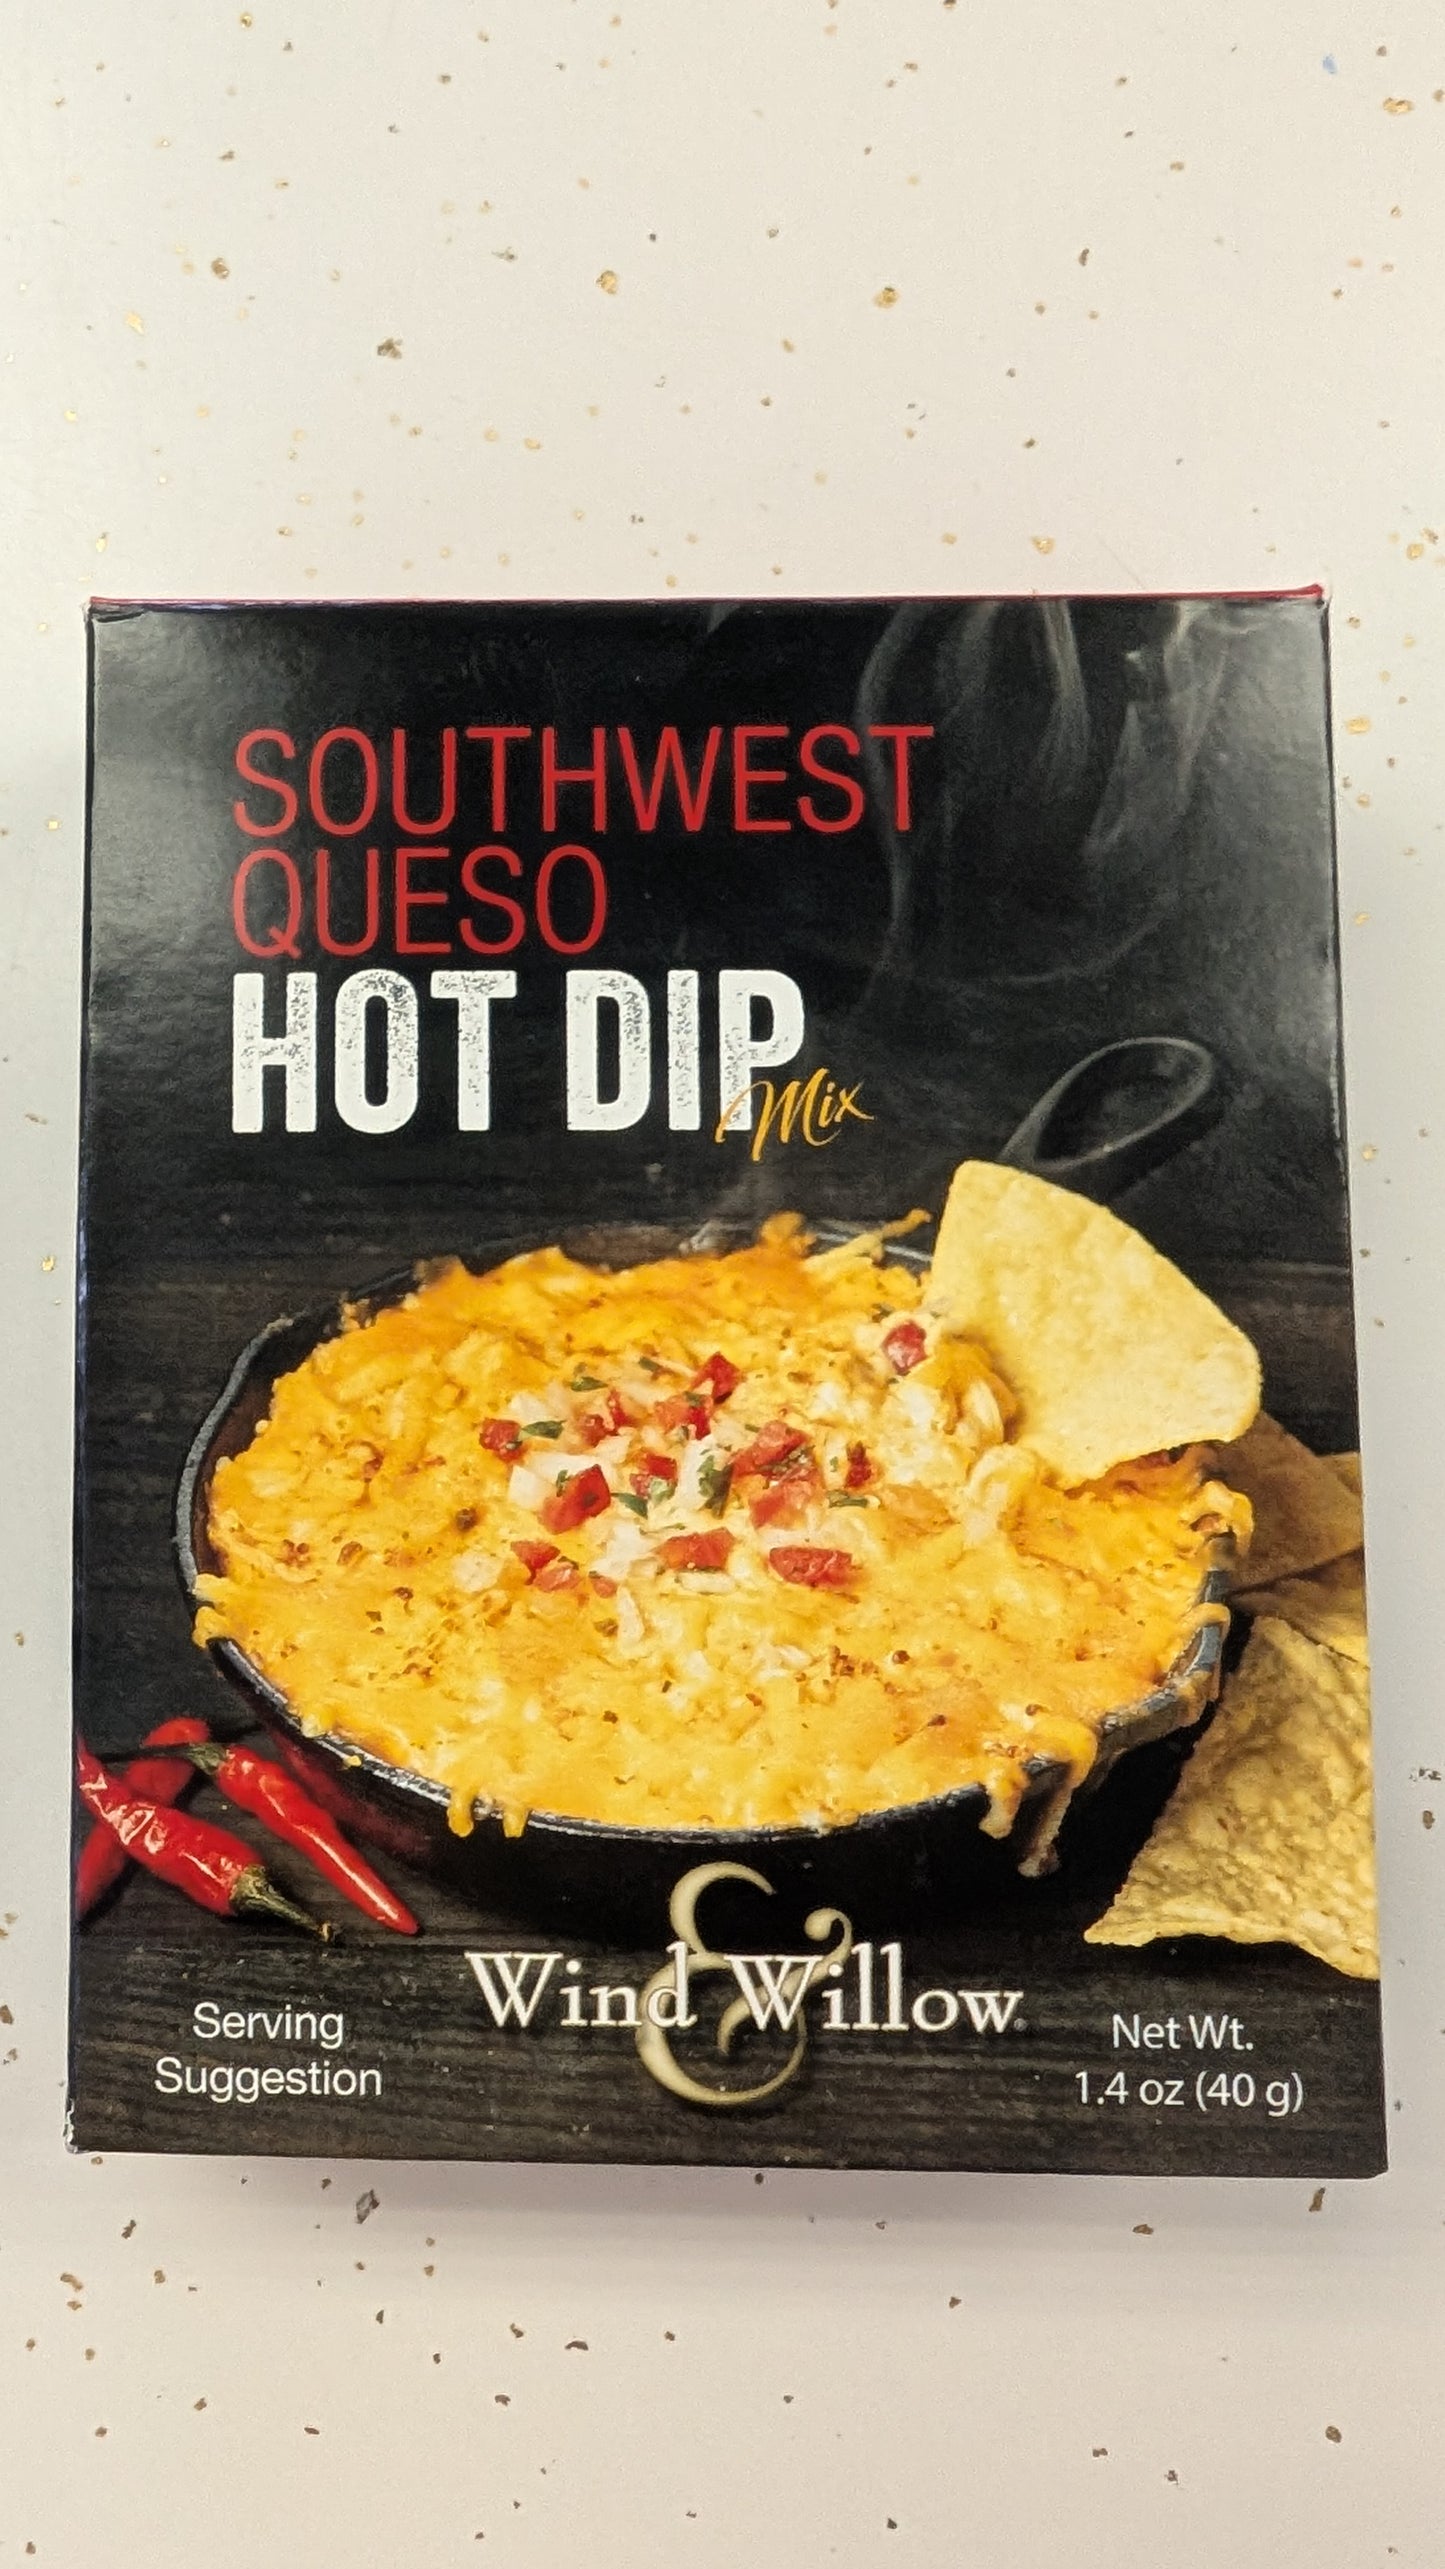 SOUTHWEST
QUESO
HOT DIP
Mix
Wind & Willow
Serving
Suggestion
Net Wt.
1.4 oz (40 g)